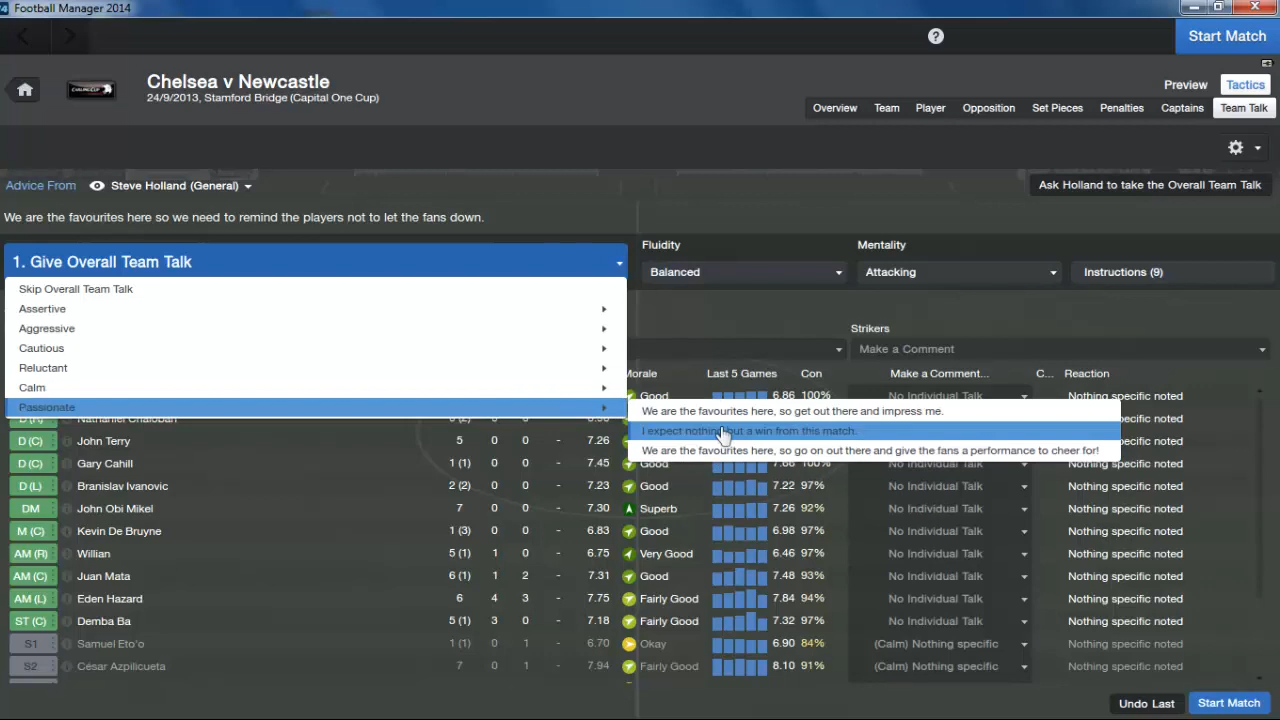 Football Manager 2014
Start Match
Chelsea v Newcastle
24/9/2013, Stamford Bridge (Capital One Cup)
Preview
Tactics
Overview
Team
Player
Opposition
Set Pieces
Penalties
Captains
Team Talk
Advice From
Steve Holland (General)
Ask Holland to take the Overall Team Talk
We are the favourites here so we need to remind the players not to let the fans down.
1. Give Overall Team Talk
Skip Overall Team Talk
Assertive
Aggressive
Cautious
Reluctant
Calm
Passionate
Fluidity
Mentality
Balanced
Attacking
Instructions (9)
Strikers
Make a Comment
Morale Last 5 Games Con Make a Comment... C... Reaction
Good 6.86 100% Nothing specific noted
We are the favourites here, so get out there and impress me.
I expect nothing but a win from this match.
We are the favourites here, so go on out there and give the fans a performance to cheer for!
Nothing specific noted
D (C) John Terry 5 0 0 - 7.26 Nothing specific noted
D (C) Gary Cahill 1 (1) 0 0 - 7.45 Good 100% No Individual Talk Nothing specific noted
D (L) Branislav Ivanovic 2 (2) 0 0 - 7.23 Good 7.22 97% No Individual Talk Nothing specific noted
DM John Obi Mikel 7 0 0 - 7.30 Superb 7.26 92% No Individual Talk Nothing specific noted
M (C) Kevin De Bruyne 1 (3) 0 0 - 6.83 Good 6.98 97% No Individual Talk Nothing specific noted
AM (R) Willian 5 (1) 1 0 - 6.75 Very Good 6.46 97% No Individual Talk Nothing specific noted
AM (C) Juan Mata 6 (1) 1 2 - 7.31 Good 7.48 93% No Individual Talk Nothing specific noted
AM (L) Eden Hazard 6 4 3 - 7.75 Fairly Good 7.84 94% No Individual Talk Nothing specific noted
ST (C) Demba Ba 5 (1) 3 0 - 7.18 Fairly Good 7.32 97% No Individual Talk Nothing specific noted
S1 Samuel Eto'o 1 (1) 0 1 - 6.70 Okay 6.90 84% (Calm) Nothing specific Nothing specific noted
S2 César Azpilicueta 7 0 1 - 7.94 Fairly Good 8.10 91% (Calm) Nothing specific Nothing specific noted
Undo Last
Start Match